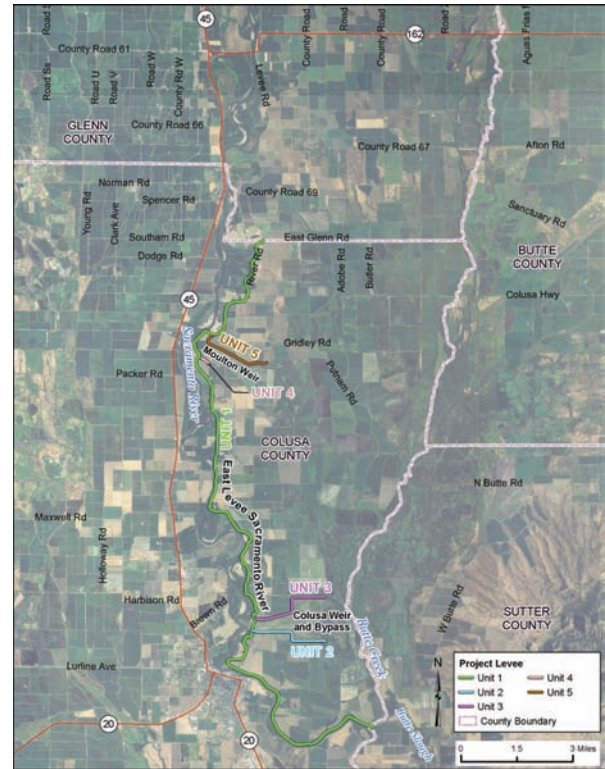 45
162
Road Ss
County Road 61
Road U
Road V
Road W
County Rd W
Levee Rd
County Road
Road
County Road
Road
Aguas Frias
GLENN
COUNTY
County Road 66
County Road 67
Afton Rd
Norman Rd
Young Rd
Clark Ave
Spencer Rd
County Road 69
Sanctuary Rd
Southam Rd
Dodge Rd
River Rd
East Glenn Rd
Adobe Rd
Butler Rd
BUTTE
COUNTY
Colusa Hwy
45
Sacramento River
UNIT 5
Moulton Weir
Gridley Rd
Putnam Rd
Packer Rd
UNIT 4
UNIT 1
COLUSA
COUNTY
East Levee Sacramento River
N Butte Rd
Maxwell Rd
Holloway Rd
Harbison Rd
Brown Rd
UNIT 3
Colusa Weir
and Bypass
UNIT 2
Butte Creek
W Butte Rd
SUTTER
COUNTY
Lurline Ave
Butte Slough
20
20
N
Project Levee
Unit 1
Unit 4
Unit 2
Unit 5
Unit 3
County Boundary
0 1.5 3 Miles